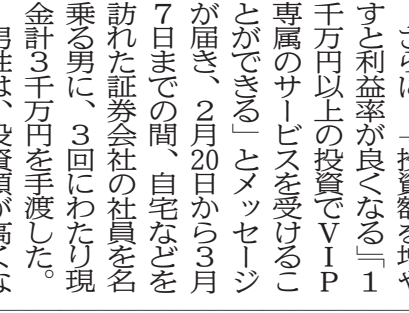 さらに、「投資額を増や
すと利益率が良くなる」「1
千万円以上の投資でVIP
専属のサービスを受けるこ
とができる」とメッセージ
が届き、2月20日から3月
7日までの間、自宅などを
訪れた証券会社の社員を名
乗る男に、3回にわたり現
金計3千万円を手渡した。
男性は、投資額が高くな